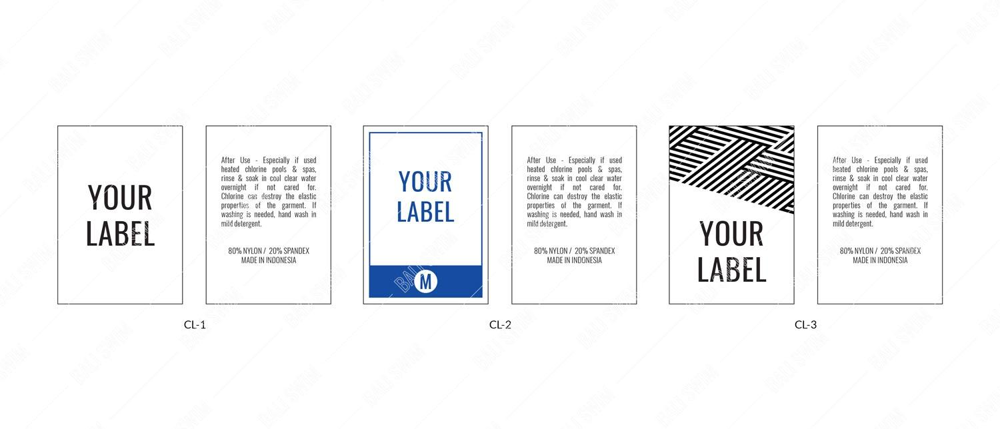 YOUR
LABEL
After Use - Especially if used
heated chlorine pools & spas,
rinse & soak in cool clear water
overnight if not cared for.
Chlorine can destroy the elastic
properties of the garment. If
washing is needed, hand wash in
mild detergent.
80% NYLON / 20% SPANDEX
MADE IN INDONESIA
CL-1
YOUR
LABEL
M
After Use - Especially if used
heated chlorine pools & spas,
rinse & soak in cool clear water
overnight if not cared for.
Chlorine can destroy the elastic
properties of the garment. If
washing is needed, hand wash in
mild detergent.
80% NYLON / 20% SPANDEX
MADE IN INDONESIA
CL-2
YOUR
LABEL
After Use - Especially if used
heated chlorine pools & spas,
rinse & soak in cool clear water
overnight if not cared for.
Chlorine can destroy the elastic
properties of the garment. If
washing is needed, hand wash in
mild detergent.
80% NYLON / 20% SPANDEX
MADE IN INDONESIA
CL-3
BALI SWIM